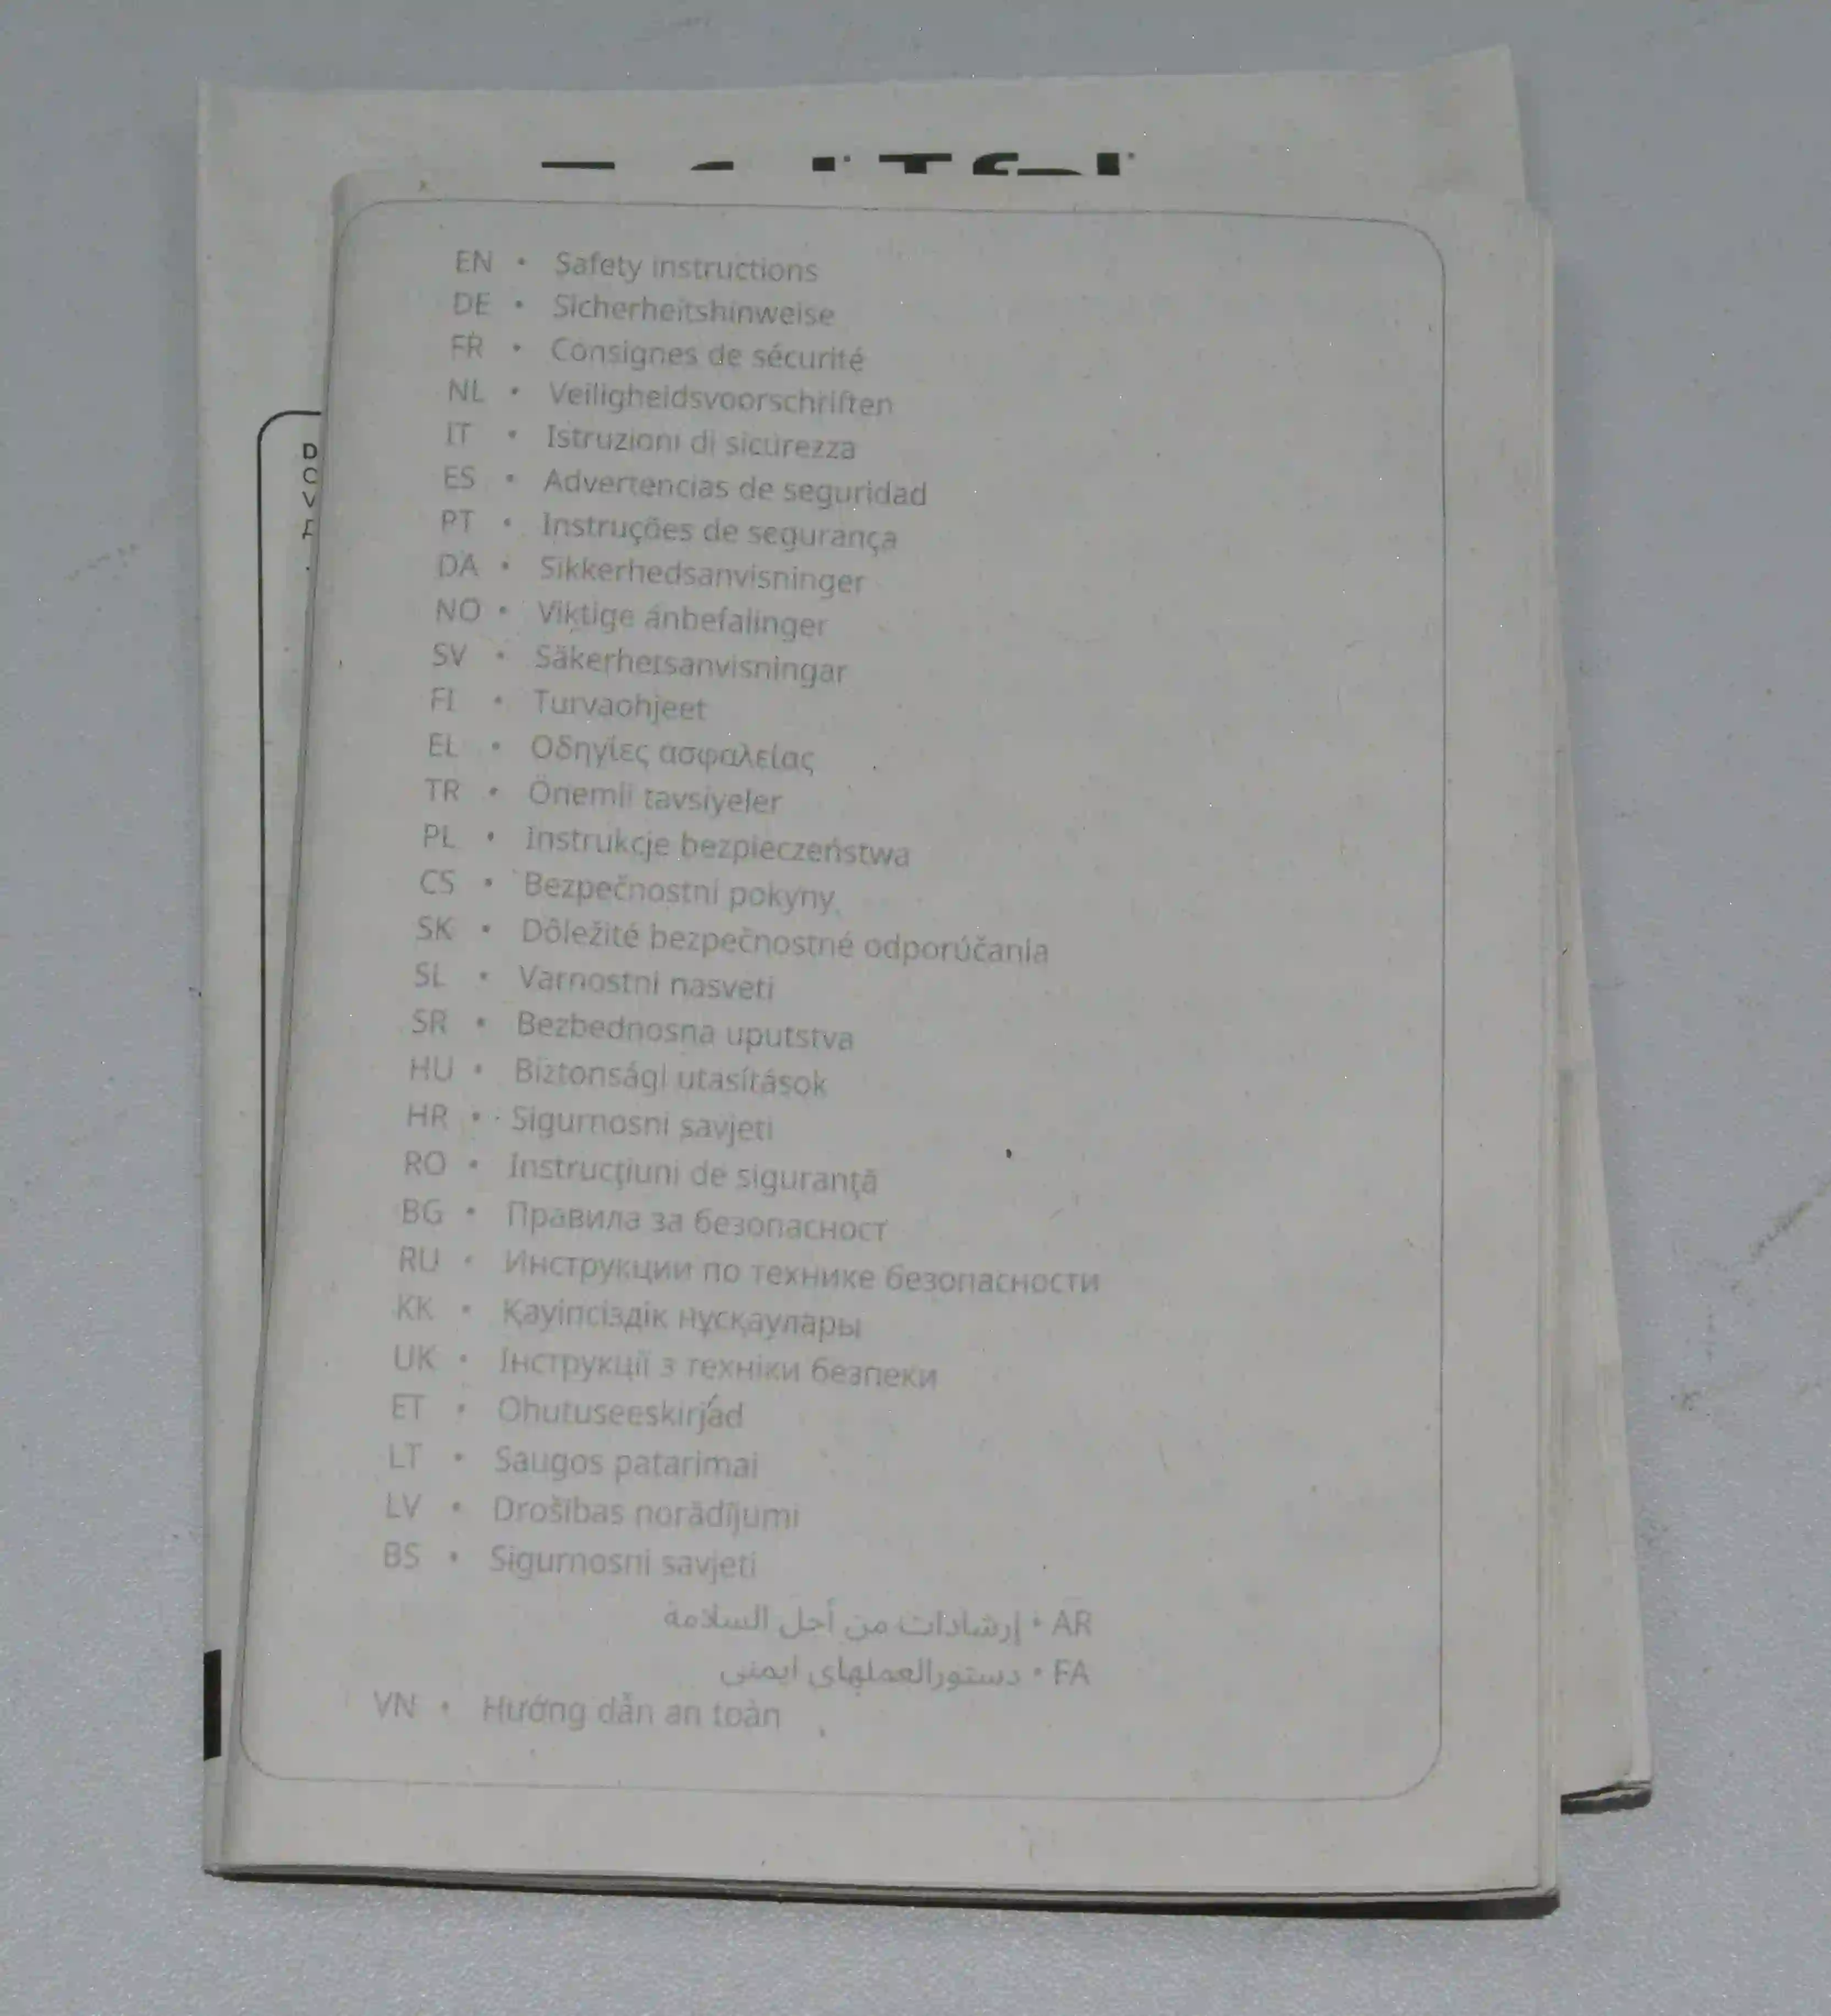 EN • Safety instructions
DE • Sicherheitshinweise
FR • Consignes de sécurité
NL • Veiligheidsvoorschriften
IT • Istruzioni di sicurezza
ES • Advertencias de seguridad
PT • Instruções de segurança
DA • Sikkerhedsanvisninger
NO • Viktige anbefalinger
SV • Säkerhetsanvisningar
FI • Turvaohjeet
EL • Οδηγίες ασφαλείας
TR • Önemli tavsiyeler
PL • Instrukcje bezpieczeństwa
CS • Bezpečnostní pokyny
SK • Dôležité bezpečnostné odporúčania
SL • Varnostni nasveti
SR • Bezbednosna uputstva
HU • Biztonsági utasítások
HR • Sigurnosni savjeti
RO • Instrucţiuni de siguranţă
BG • Правила за безопасност
RU • Инструкции по технике безопасности
KK • Қауіпсіздік нұсқаулары
UK • Інструкції з техніки безпеки
ET • Ohutuseeskirjad
LT • Saugos patarimai
LV • Drošības norādījumi
BS • Sigurnosni savjeti
إرشادات من أجل السلامة • AR
دستورالعملهای ایمنی • FA
VN • Hướng dẫn an toàn
D
O
V